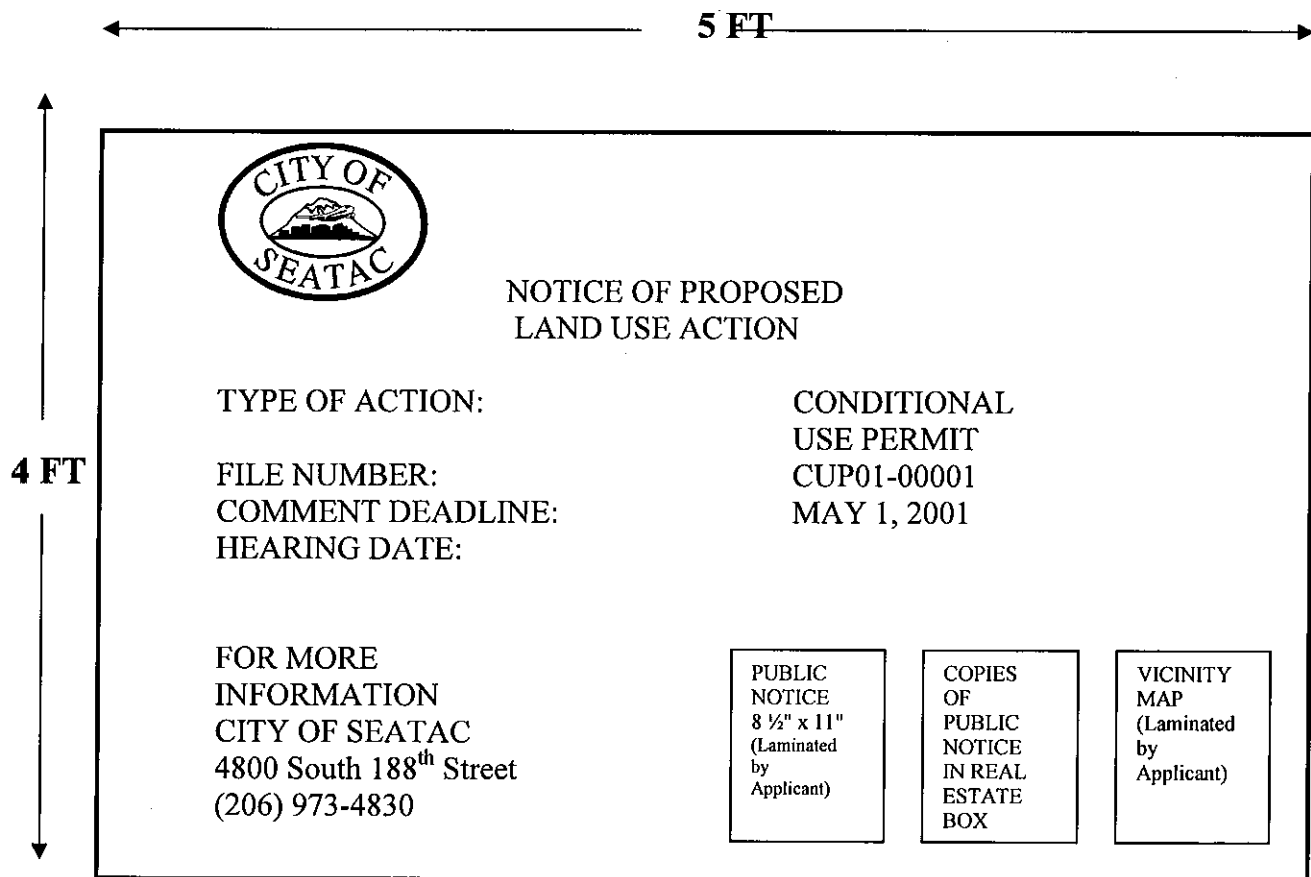 5 FT
4 FT
CITY OF
SEATAC
NOTICE OF PROPOSED
LAND USE ACTION
TYPE OF ACTION:
CONDITIONAL
USE PERMIT
FILE NUMBER:
CUP01-00001
COMMENT DEADLINE:
MAY 1, 2001
HEARING DATE:
FOR MORE
INFORMATION
CITY OF SEATAC
4800 South 188th Street
(206) 973-4830
PUBLIC
NOTICE
8 ½" x 11"
(Laminated
by
Applicant)
COPIES
OF
PUBLIC
NOTICE
IN REAL
ESTATE
BOX
VICINITY
MAP
(Laminated
by
Applicant)